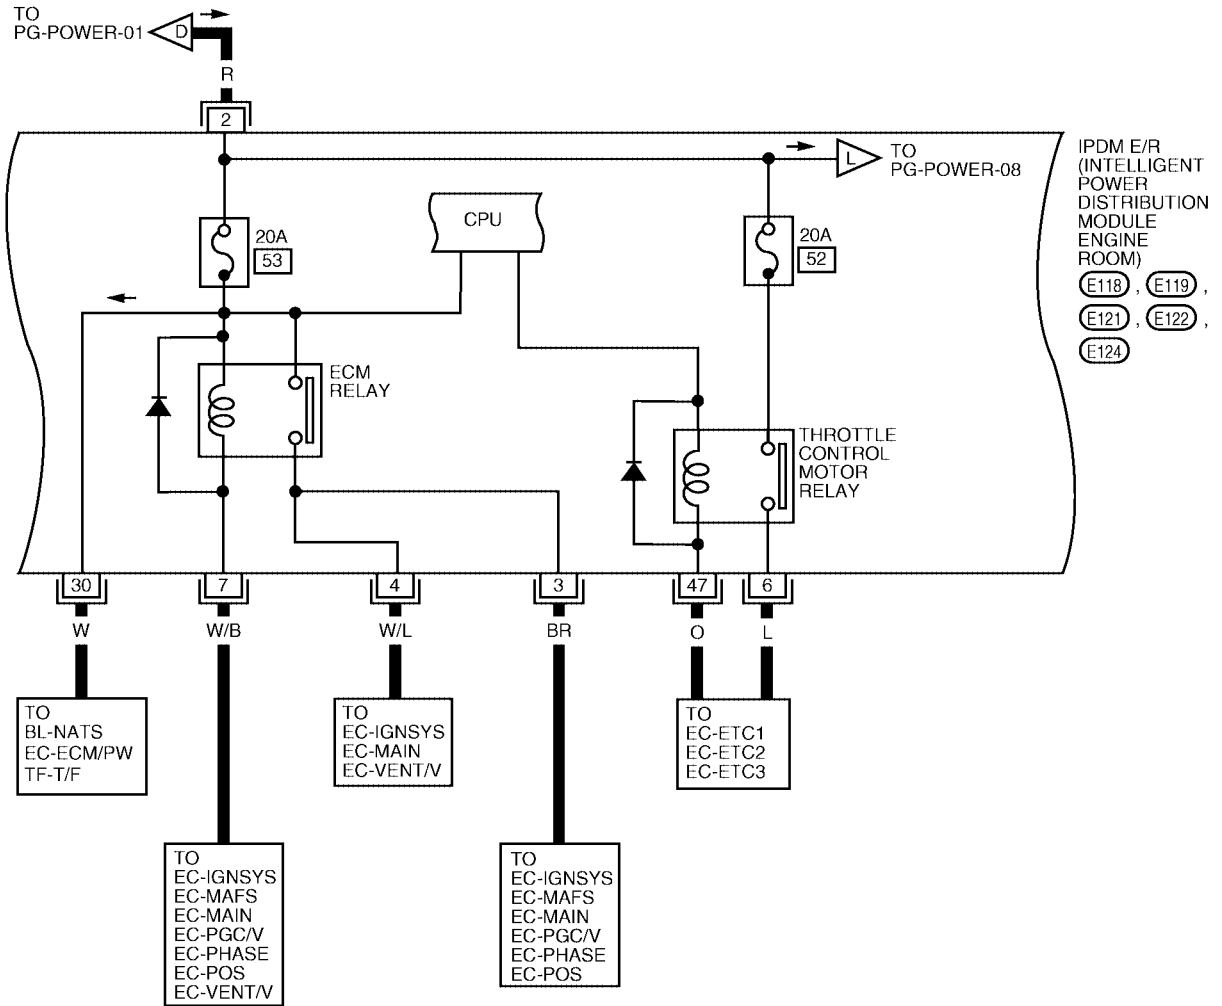 TO
PG-POWER-01
D
R
2
L
TO
PG-POWER-08
IPDM E/R
(INTELLIGENT
POWER
DISTRIBUTION
MODULE
ENGINE
ROOM)
E118 , E119 ,
E121 , E122 ,
E124
CPU
20A
53
20A
52
ECM
RELAY
THROTTLE
CONTROL
MOTOR
RELAY
30
7
4
3
47
6
W
W/B
W/L
BR
O
L
TO
BL-NATS
EC-ECM/PW
TF-T/F
TO
EC-IGNSYS
EC-MAIN
EC-VENT/V
TO
EC-ETC1
EC-ETC2
EC-ETC3
TO
EC-IGNSYS
EC-MAFS
EC-MAIN
EC-PGC/V
EC-PHASE
EC-POS
EC-VENT/V
TO
EC-IGNSYS
EC-MAFS
EC-MAIN
EC-PGC/V
EC-PHASE
EC-POS